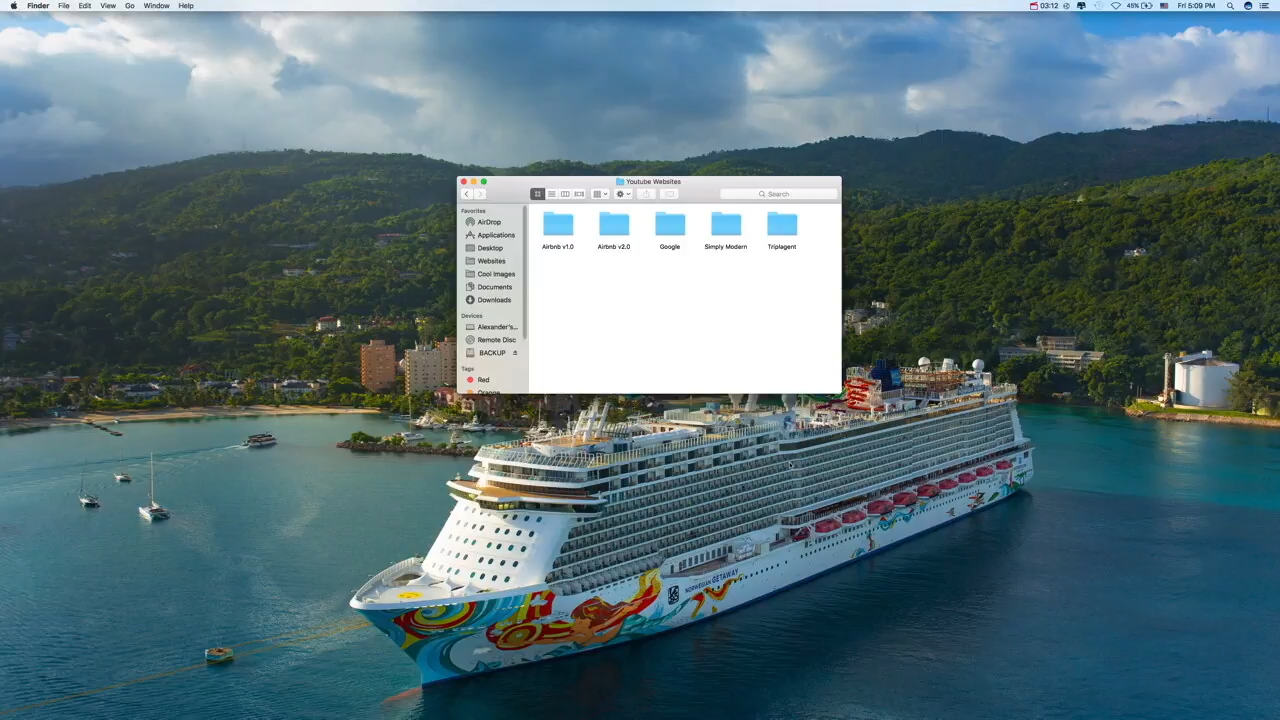 Finder File Edit View Go Window Help
03:12 45% Fri 5:09 PM
Youtube Websites
Search
Favorites
AirDrop
Applications
Desktop
Websites
Cool Images
Documents
Downloads
Devices
Alexander's...
Remote Disc
BACKUP
Tags
Red
Orange
Airbnb v1.0 Airbnb v2.0 Google Simply Modern Triplagent
NORWEGIAN GETAWAY